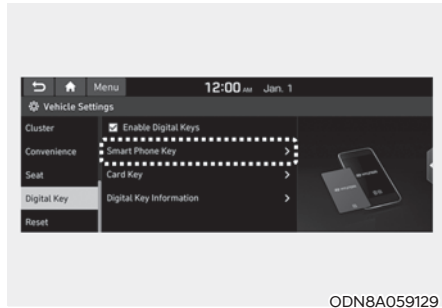 Menu 12:00 AM Jan. 1
Vehicle Settings
Cluster
Enable Digital Keys
Convenience
Smart Phone Key
Seat
Card Key
Digital Key
Digital Key Information
Reset
ODN8A059129